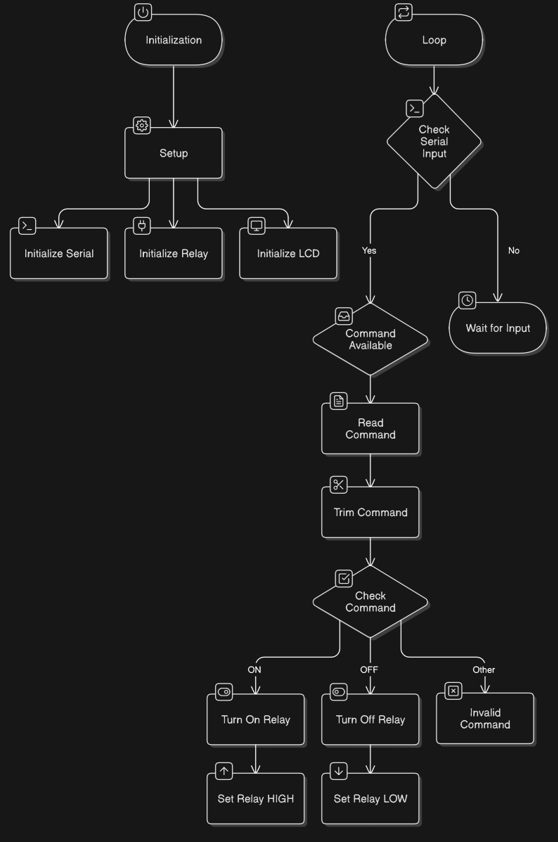 Initialization
Loop
Check
Serial
Input
Setup
Initialize Serial
Initialize Relay
Initialize LCD
Yes
No
Command
Available
Wait for Input
Read
Command
Trim Command
Check
Command
ON
OFF
Other
Turn On Relay
Turn Off Relay
Invalid
Command
Set Relay HIGH
Set Relay LOW